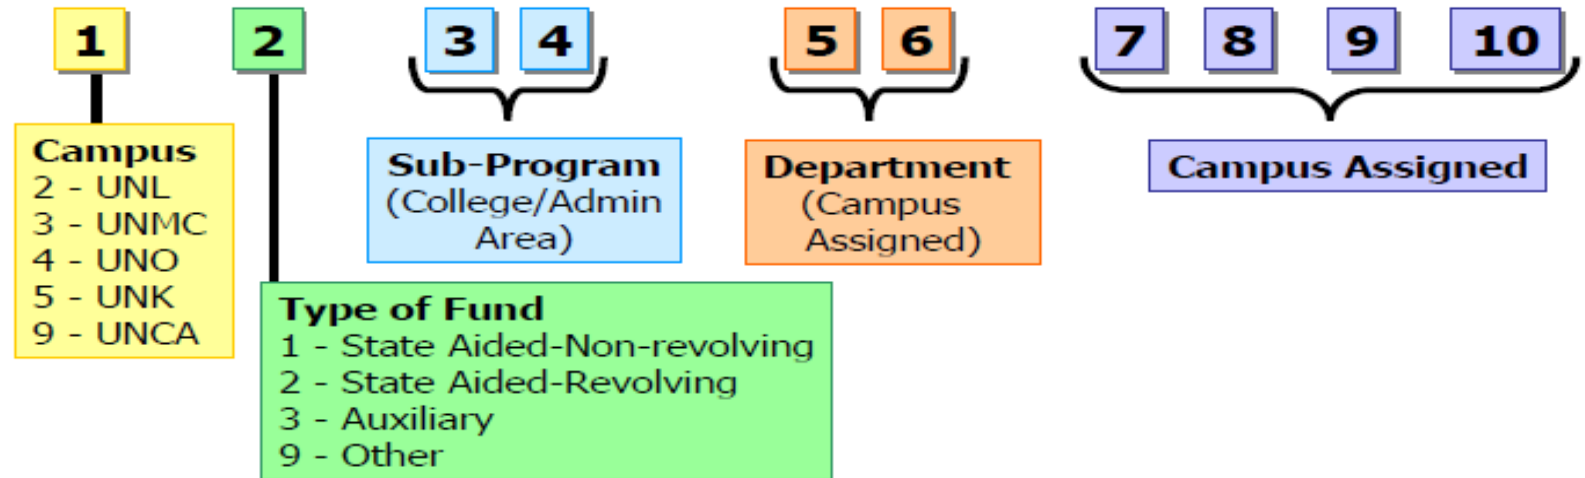 1 2 3 4 5 6 7 8 9 10
Campus
2 - UNL
3 - UNMC
4 - UNO
5 - UNK
9 - UNCA
Type of Fund
1 - State Aided-Non-revolving
2 - State Aided-Revolving
3 - Auxiliary
9 - Other
Sub-Program
(College/Admin
Area)
Department
(Campus
Assigned)
Campus Assigned